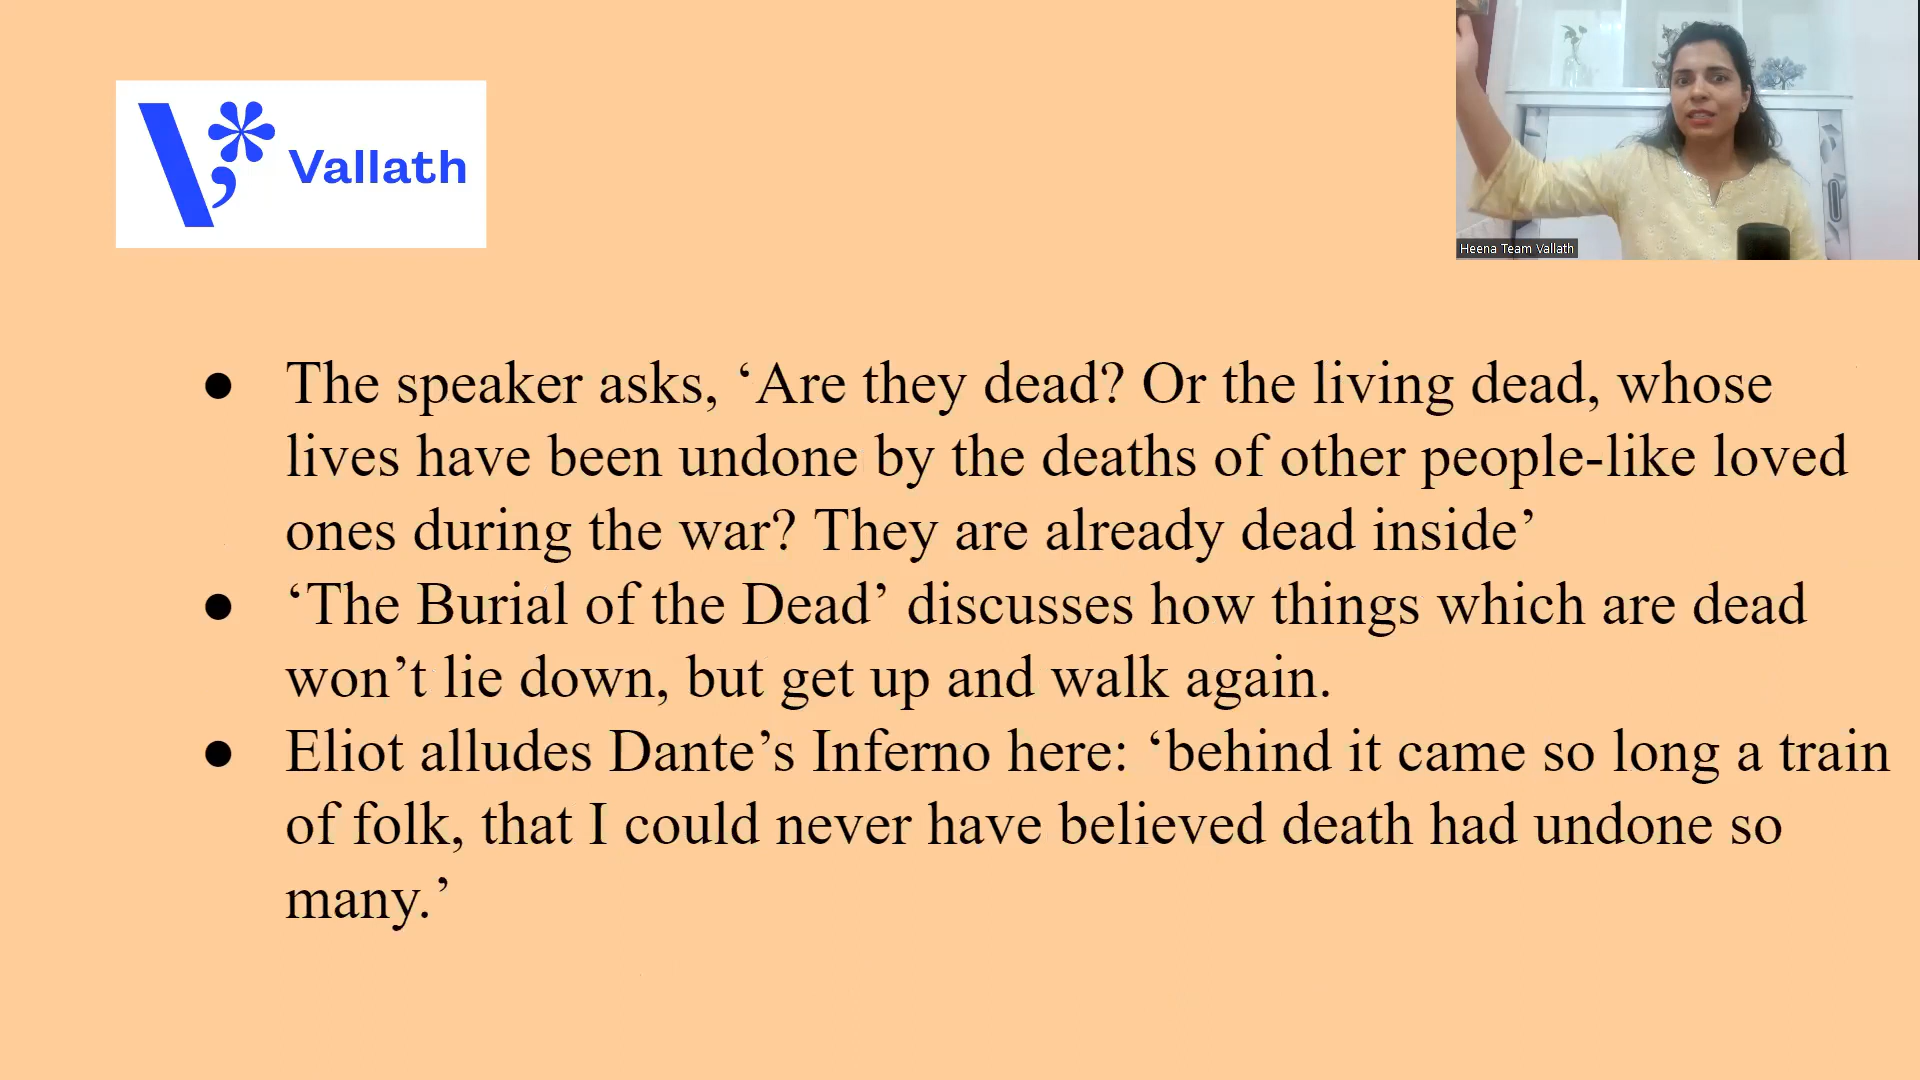 Vallath
Heena Team Vallath
● The speaker asks, ‘Are they dead? Or the living dead, whose
lives have been undone by the deaths of other people-like loved
ones during the war? They are already dead inside’
● ‘The Burial of the Dead’ discusses how things which are dead
won’t lie down, but get up and walk again.
● Eliot alludes Dante’s Inferno here: ‘behind it came so long a train
of folk, that I could never have believed death had undone so
many.’